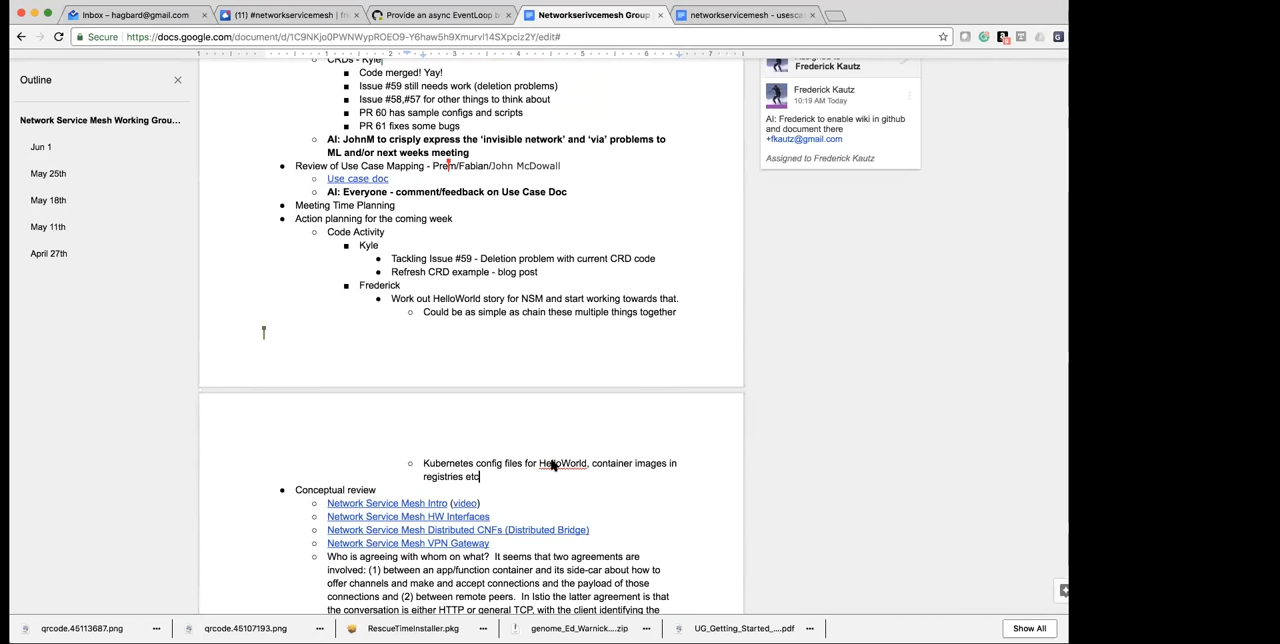 Inbox – hagbard@gmail.com
(11) #networkservicemesh | fre
Provide an async EventLoop b
Networkserivcemesh Group
networkservicemesh - usesca
Secure
https://docs.google.com/document/d/1C9NKjo0PWNWypROEO9-Y6haw5h9Xmurvl14SXpciz2Y/edit#
1 1 2 3 4 5 6 7
Outline
Network Service Mesh Working Grou...
Jun 1
May 25th
May 18th
May 11th
April 27th
CRDs - Kyle
Code merged! Yay!
Issue #59 still needs work (deletion problems)
Issue #58,#57 for other things to think about
PR 60 has sample configs and scripts
PR 61 fixes some bugs
AI: JohnM to crisply express the ‘invisible network’ and ‘via’ problems to
ML and/or next weeks meeting
Review of Use Case Mapping - Prem/Fabian/John McDowall
Use case doc
AI: Everyone - comment/feedback on Use Case Doc
Meeting Time Planning
Action planning for the coming week
Code Activity
Kyle
Tackling Issue #59 - Deletion problem with current CRD code
Refresh CRD example - blog post
Frederick
Work out HelloWorld story for NSM and start working towards that.
Could be as simple as chain these multiple things together
Kubernetes config files for HelloWorld, container images in
registries etc
Conceptual review
Network Service Mesh Intro (video)
Network Service Mesh HW Interfaces
Network Service Mesh Distributed CNFs (Distributed Bridge)
Network Service Mesh VPN Gateway
Who is agreeing with whom on what? It seems that two agreements are
involved: (1) between an app/function container and its side-car about how to
offer channels and make and accept connections and the payload of those
connections and (2) between remote peers. In Istio the latter agreement is that
the conversation is either HTTP or general TCP, with the client identifying the
Frederick Kautz
Frederick Kautz
10:19 AM Today
AI: Frederick to enable wiki in github
and document there
+fkautz@gmail.com
Assigned to Frederick Kautz
qrcode.45113687.png
qrcode.45107193.png
RescueTimeInstaller.pkg
genome_Ed_Warnick....zip
UG_Getting_Started_....pdf
Show All